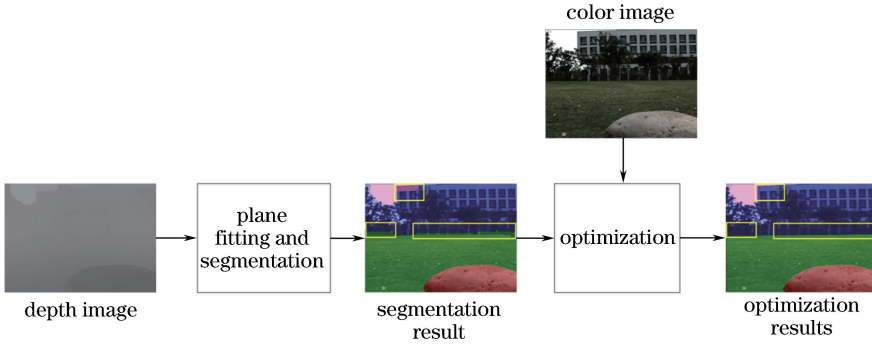 color image
plane
fitting and
segmentation
optimization
depth image
segmentation
result
optimization
results